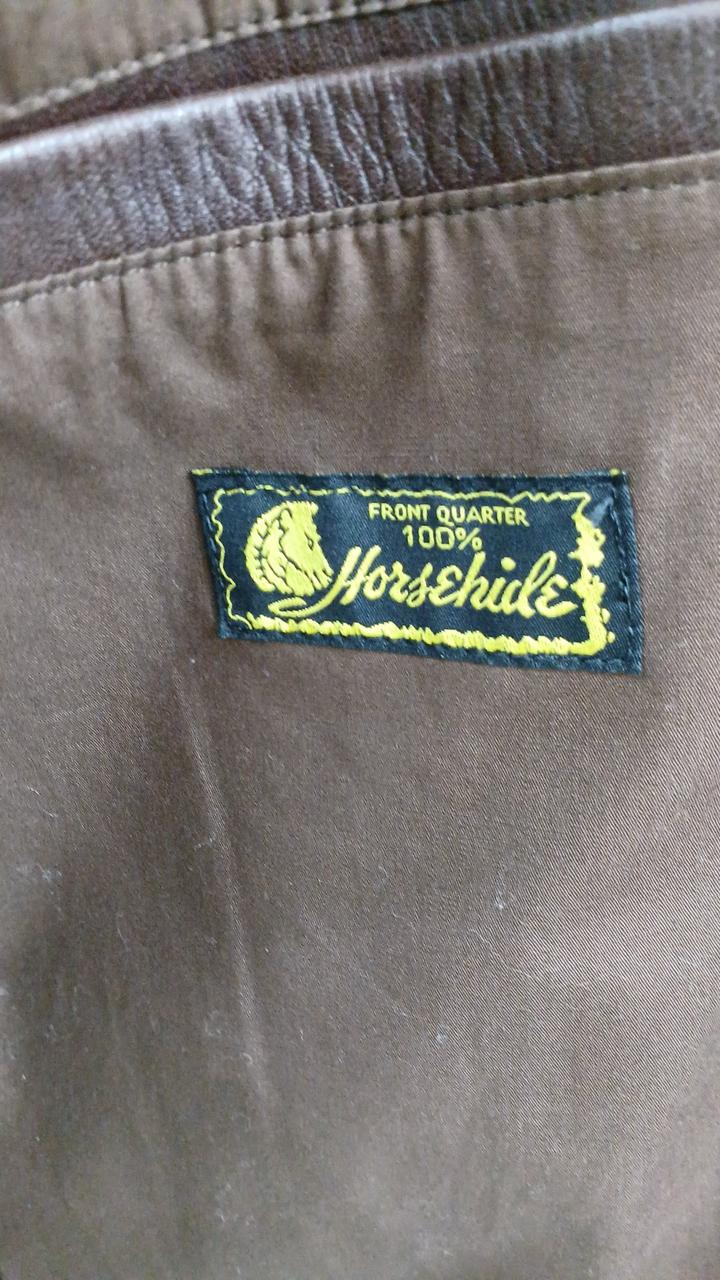 FRONT QUARTER
100%
Horsehide